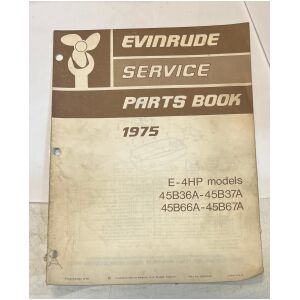 EVINRUDE
SERVICE
PARTS BOOK
1975
E-4HP models
45B36A-45B37A
45B66A-45B67A